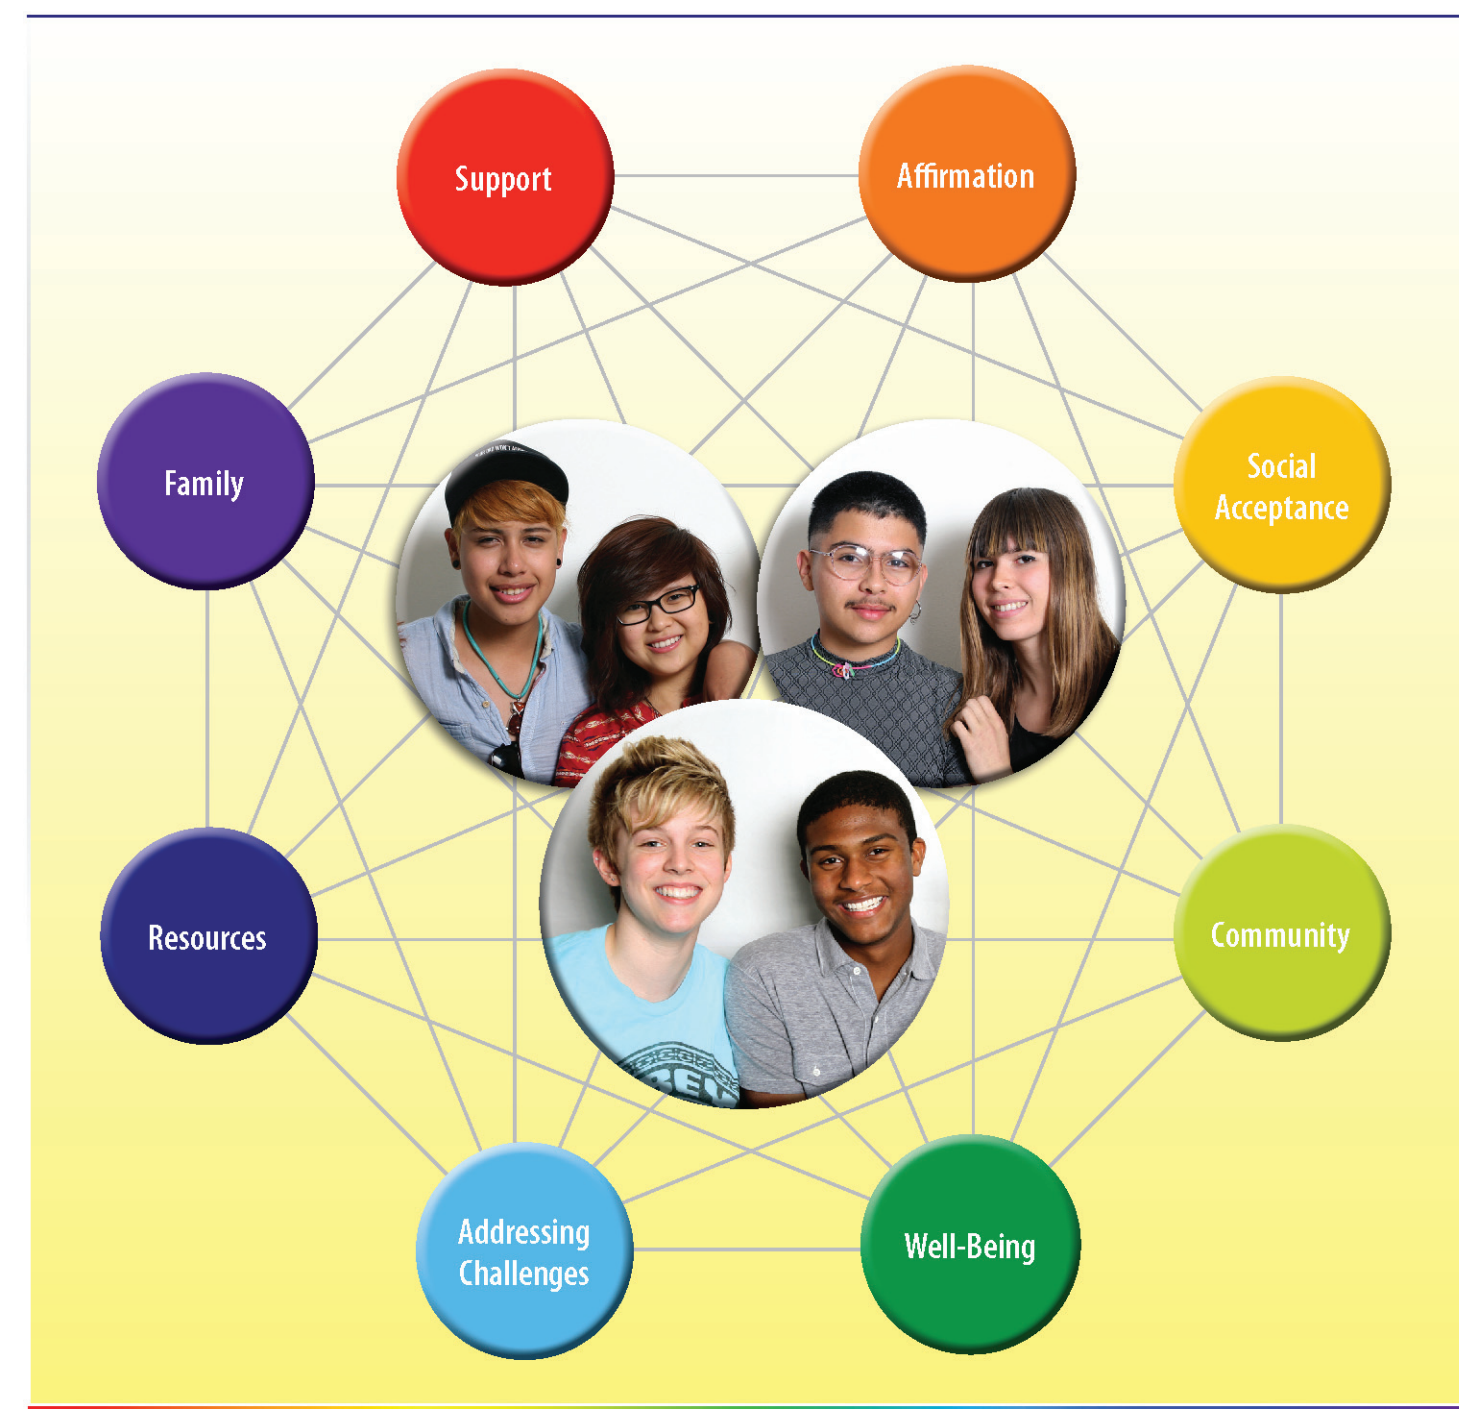 Support
Affirmation
Family
Social
Acceptance
Resources
Community
Addressing
Challenges
Well-Being